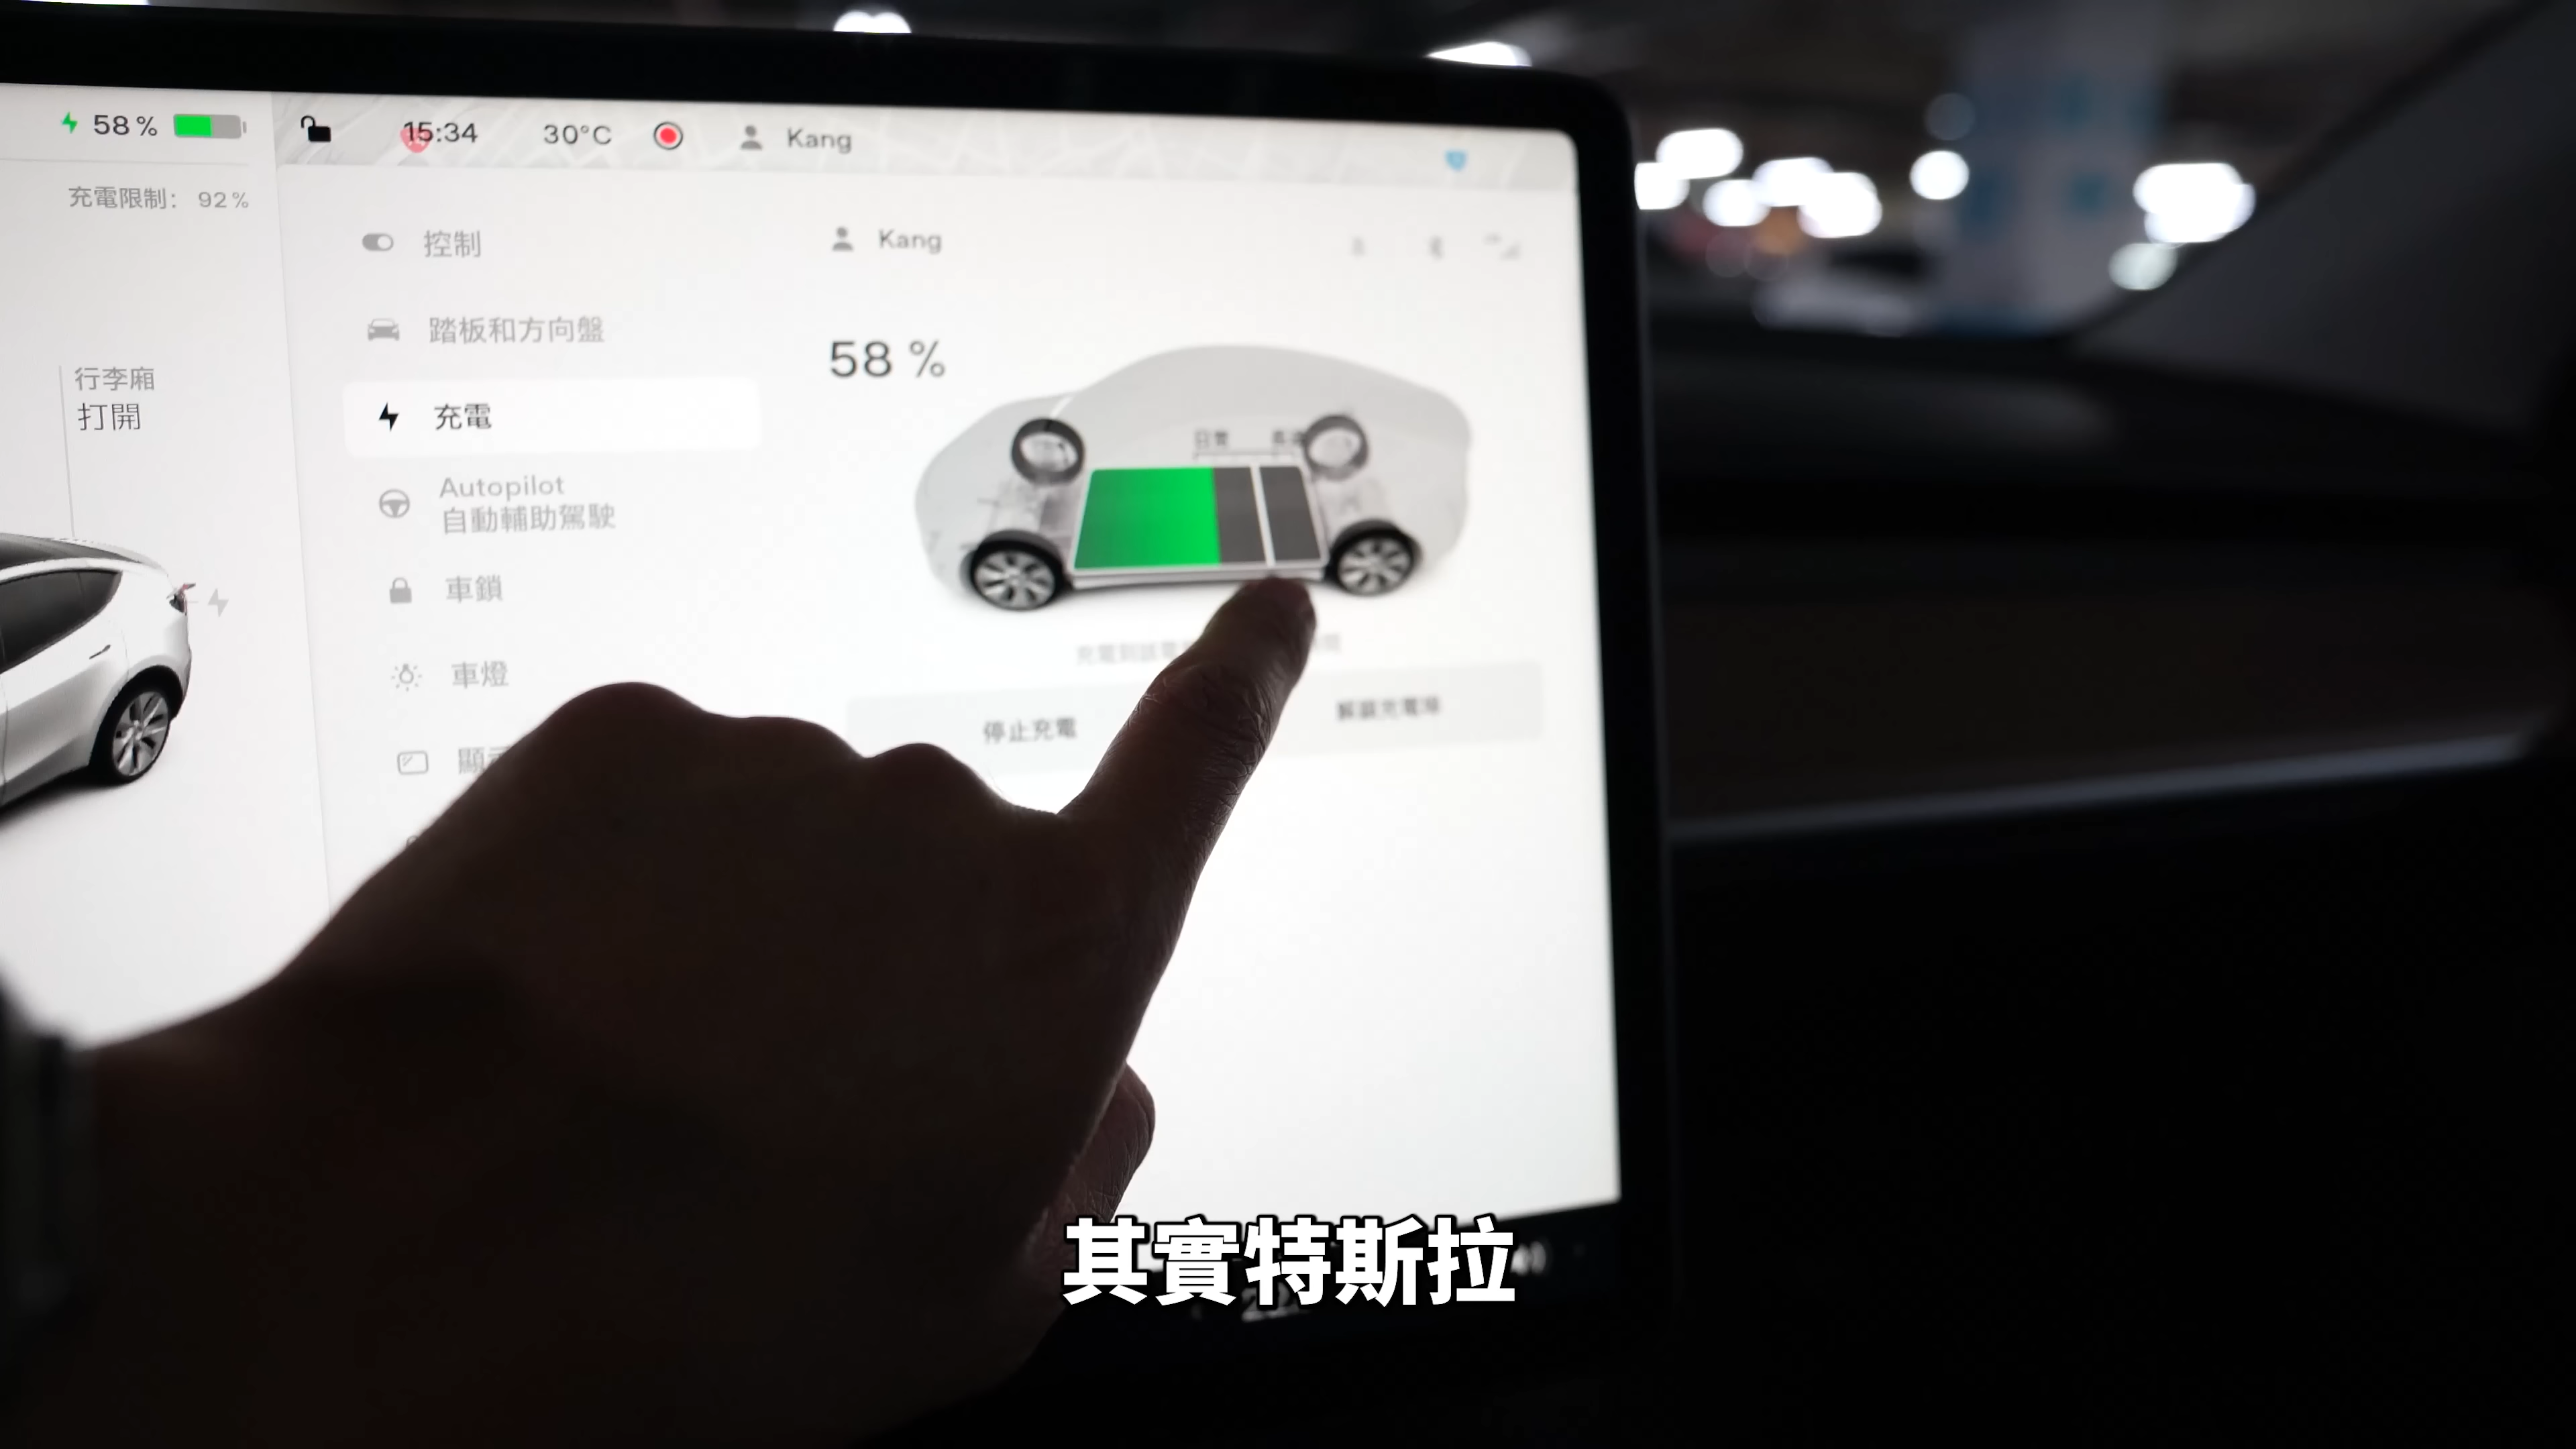 58 %
15:34
30°C
Kang
充電限制: 92 %
控制
Kang
踏板和方向盤
58 %
行李廂
打開
充電
日常
Autopilot
自動輔助駕駛
車鎖
車燈
停止充電
其實特斯拉